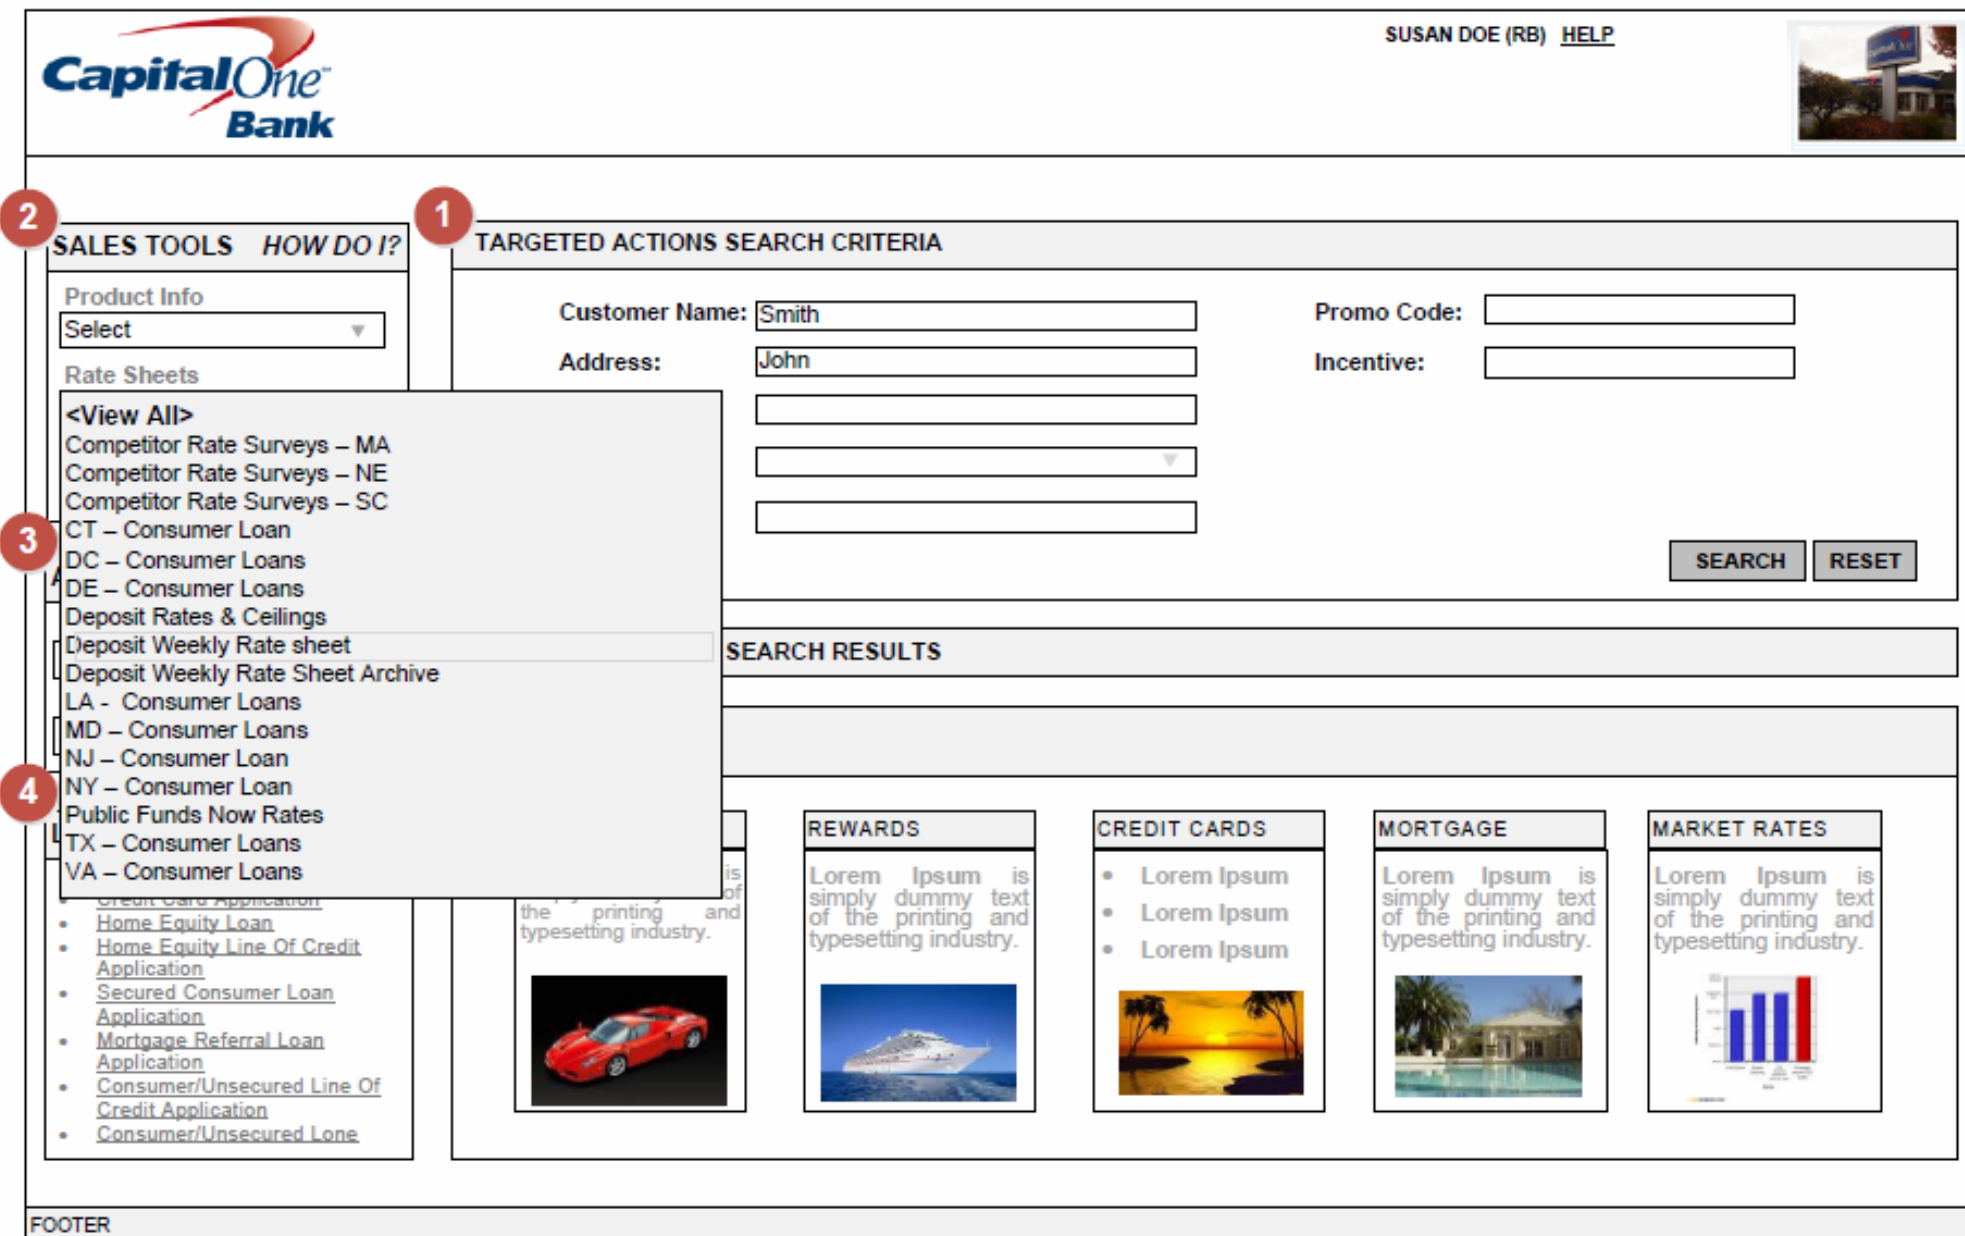 CapitalOne
Bank
SUSAN DOE (RB) HELP
2
1
SALES TOOLS HOW DO I?
TARGETED ACTIONS SEARCH CRITERIA
Product Info
Select
Rate Sheets
Customer Name: Smith
Promo Code:
Address: John
Incentive:
<View All>
Competitor Rate Surveys – MA
Competitor Rate Surveys – NE
Competitor Rate Surveys – SC
CT – Consumer Loan
3
DC – Consumer Loans
DE – Consumer Loans
Deposit Rates & Ceilings
Deposit Weekly Rate sheet
Deposit Weekly Rate Sheet Archive
LA - Consumer Loans
MD – Consumer Loans
NJ – Consumer Loan
4
NY – Consumer Loan
Public Funds Now Rates
TX – Consumer Loans
VA – Consumer Loans
SEARCH RESET
SEARCH RESULTS
Credit Card Application
• Home Equity Loan
• Home Equity Line Of Credit
Application
• Secured Consumer Loan
Application
• Mortgage Referral Loan
Application
• Consumer/Unsecured Line Of
Credit Application
• Consumer/Unsecured Lone
is
of
the printing and
typesetting industry.
REWARDS
Lorem Ipsum is
simply dummy text
of the printing and
typesetting industry.
CREDIT CARDS
• Lorem Ipsum
• Lorem Ipsum
• Lorem Ipsum
MORTGAGE
Lorem Ipsum is
simply dummy text
of the printing and
typesetting industry.
MARKET RATES
Lorem Ipsum is
simply dummy text
of the printing and
typesetting industry.
FOOTER